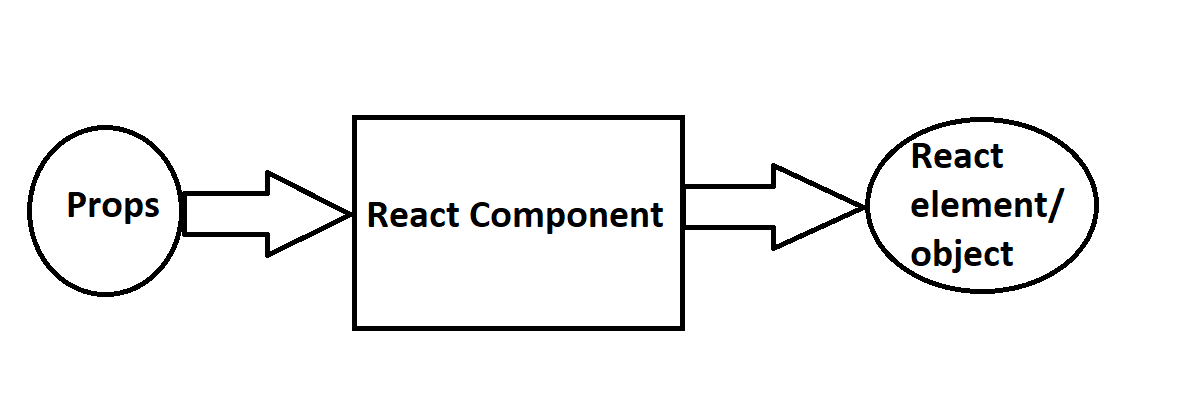 Props
React Component
React
element/
object